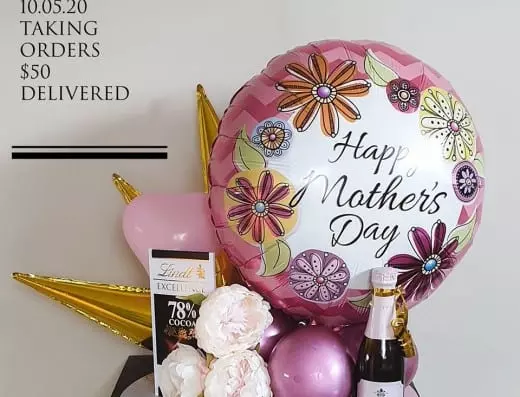 10.05.20
TAKING
ORDERS
$50
DELIVERED
Happy
Mother's
Day
Lindt
EXCELLENCE
78%
COCOA